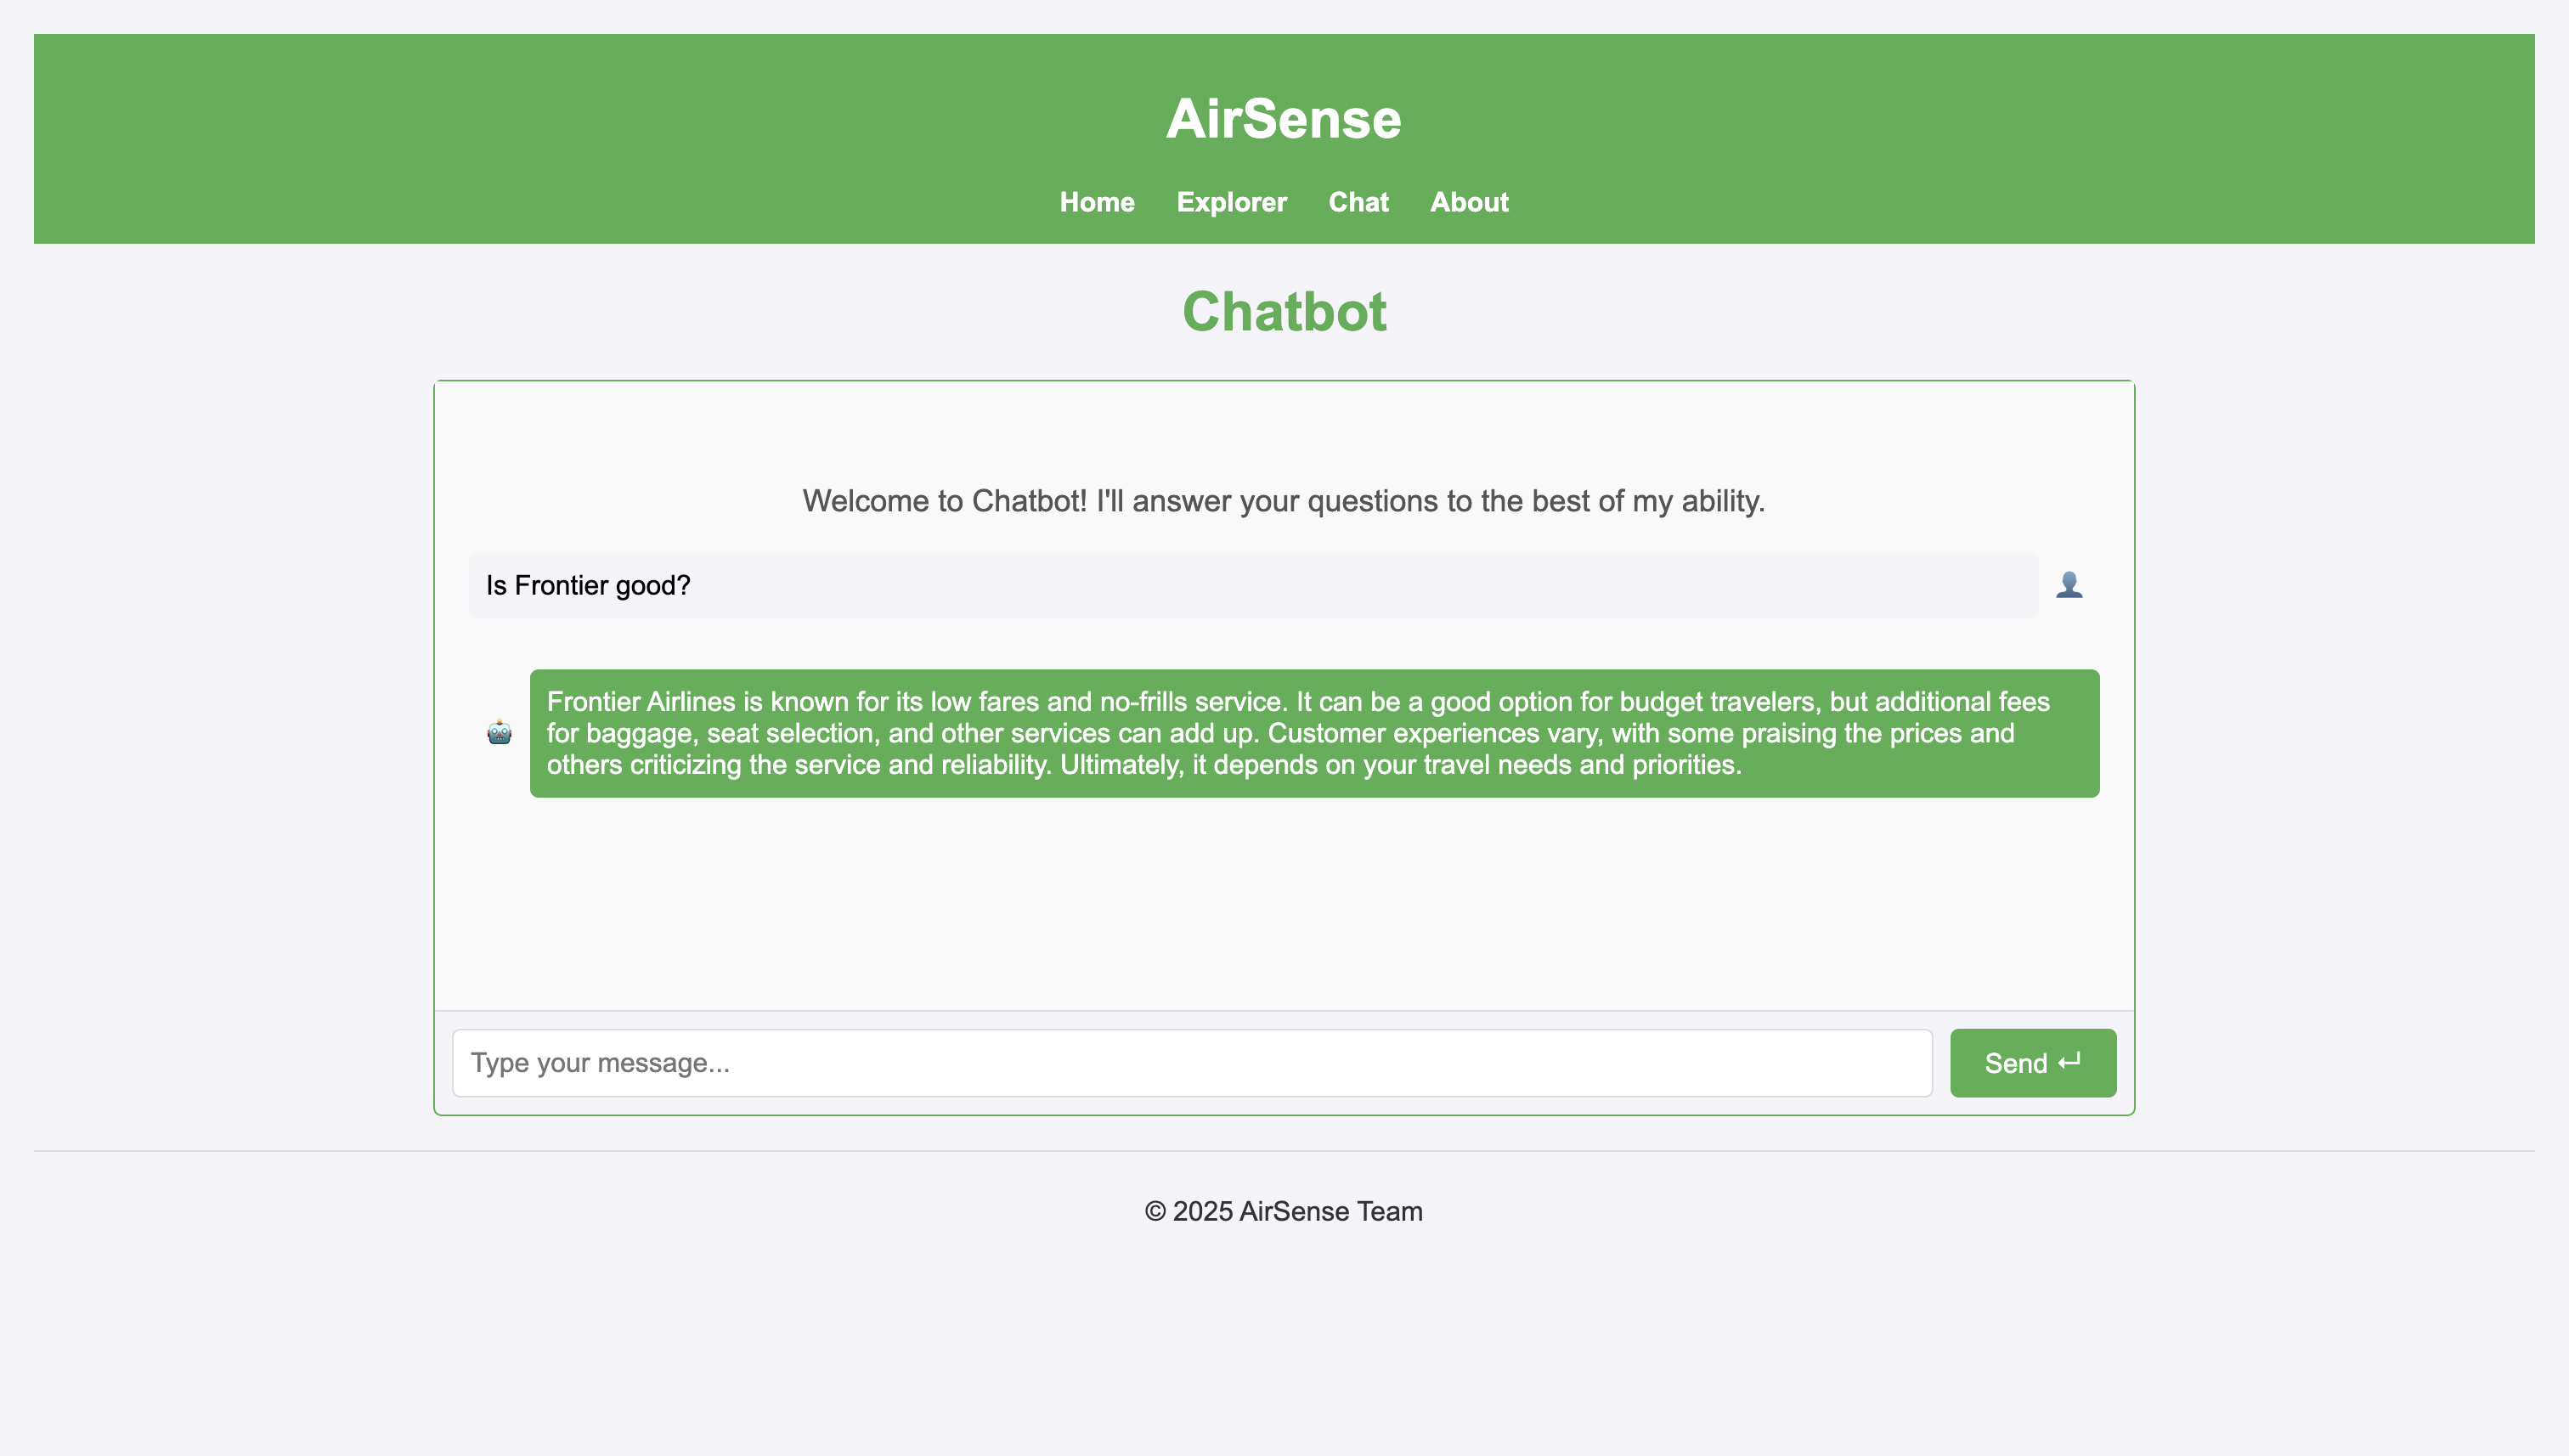 AirSense
Home Explorer Chat About
Chatbot
Welcome to Chatbot! I'll answer your questions to the best of my ability.
Is Frontier good?
Frontier Airlines is known for its low fares and no-frills service. It can be a good option for budget travelers, but additional fees
for baggage, seat selection, and other services can add up. Customer experiences vary, with some praising the prices and
others criticizing the service and reliability. Ultimately, it depends on your travel needs and priorities.
Type your message...
Send ↵
© 2025 AirSense Team